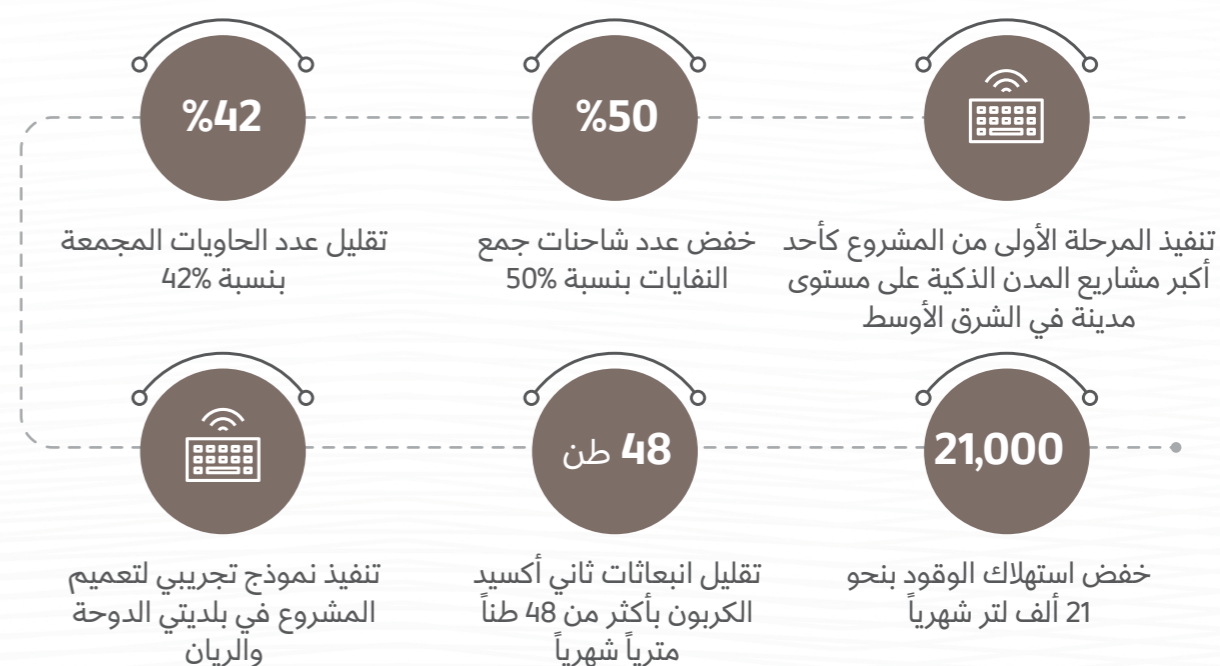 تنفيذ المرحلة الأولى من المشروع كأحد
أكبر مشاريع المدن الذكية على مستوى
مدينة في الشرق الأوسط
%50
خفض عدد شاحنات جمع
النفايات بنسبة %50
%42
تقليل عدد الحاويات المجمعة
بنسبة %42
تنفيذ نموذج تجريبي لتعميم
المشروع في بلديتي الدوحة
والريان
48 طن
تقليل انبعاثات ثاني أكسيد
الكربون بأكثر من 48 طناً
مترياً شهرياً
21,000
خفض استهلاك الوقود بنحو
21 ألف لتر شهرياً